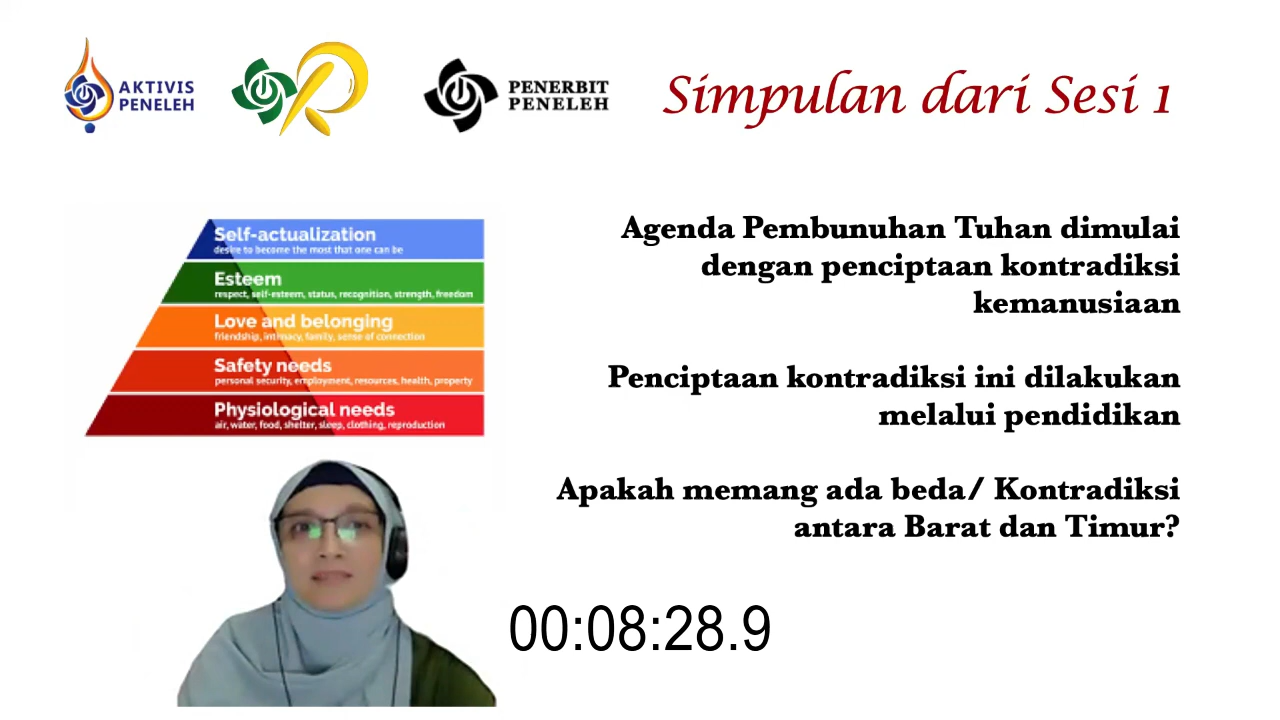 AKTIVIS
PENELEH
PENERBIT
PENELEH
Simpulan dari Sesi 1
Self-actualization
desire to become the most that one can be
Esteem
respect, self-esteem, status, recognition, strength, freedom
Love and belonging
friendship, intimacy, family, sense of connection
Safety needs
personal security, employment, resources, health, property
Physiological needs
air, water, food, shelter, sleep, clothing, reproduction
Agenda Pembunuhan Tuhan dimulai
dengan penciptaan kontradiksi
kemanusiaan
Penciptaan kontradiksi ini dilakukan
melalui pendidikan
Apakah memang ada beda/ Kontradiksi
antara Barat dan Timur?
00:08:28.9